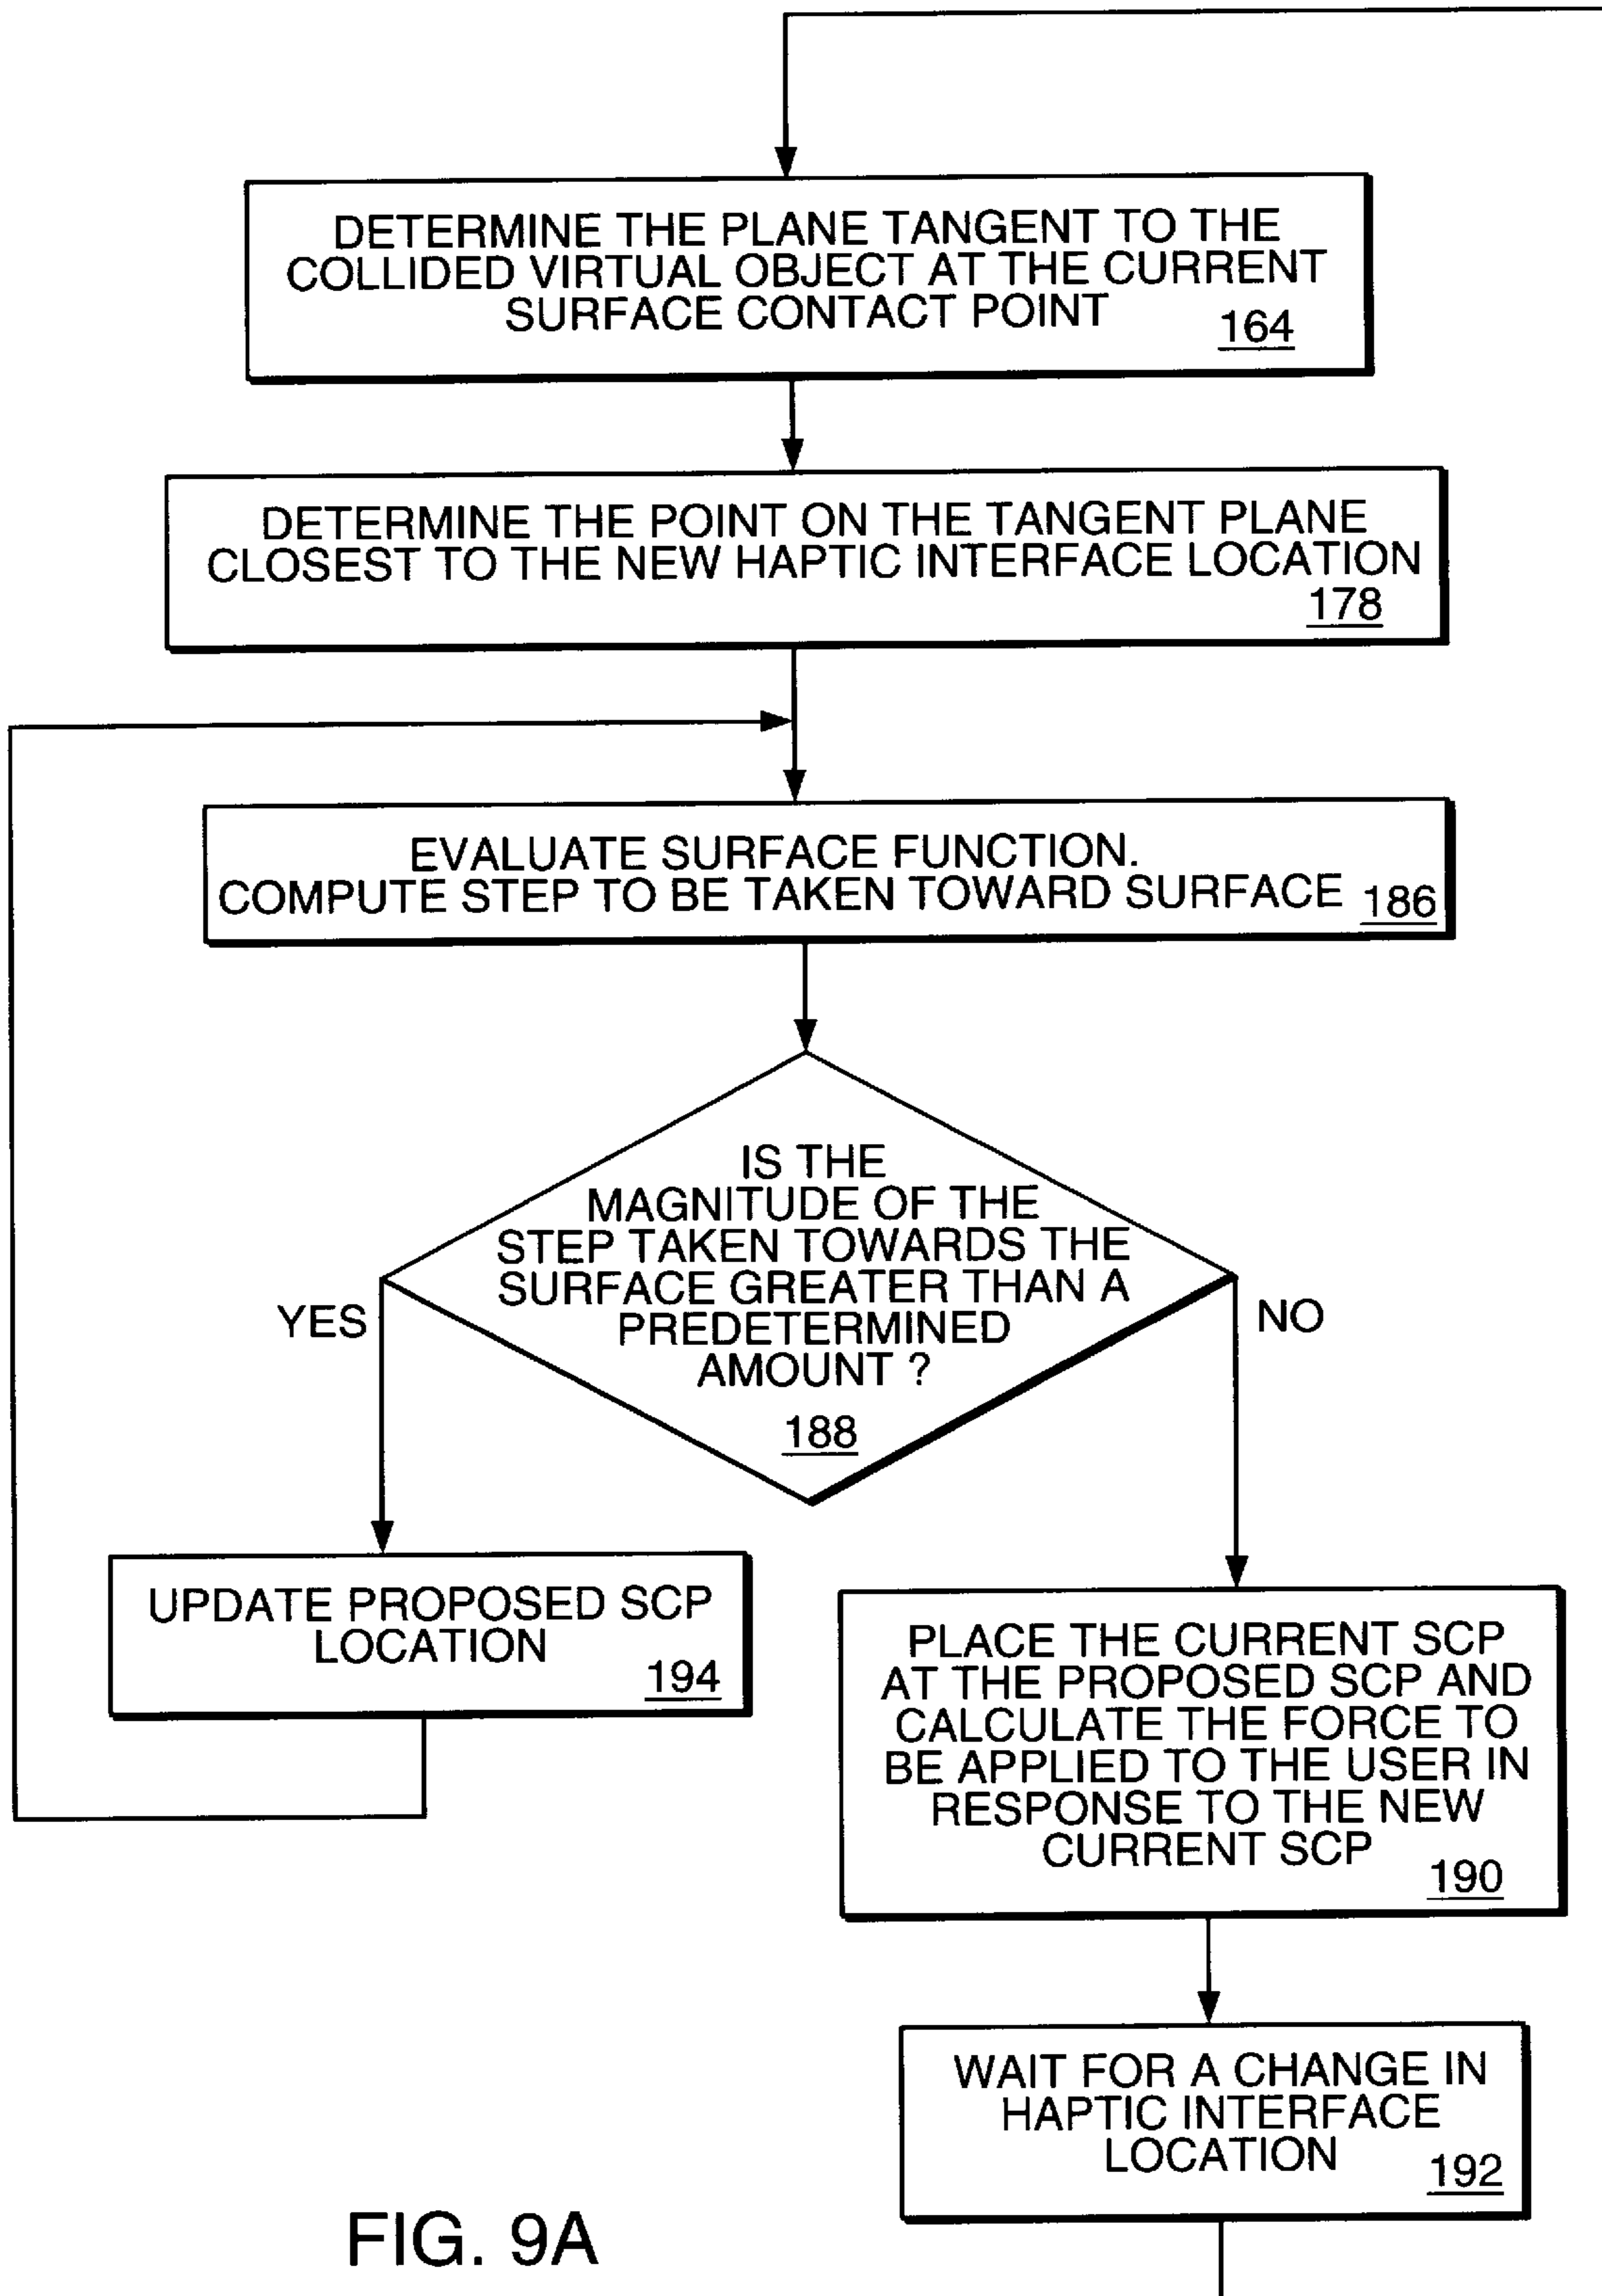 DETERMINE THE PLANE TANGENT TO THE
COLLIDED VIRTUAL OBJECT AT THE CURRENT
SURFACE CONTACT POINT
164
DETERMINE THE POINT ON THE TANGENT PLANE
CLOSEST TO THE NEW HAPTIC INTERFACE LOCATION
178
EVALUATE SURFACE FUNCTION.
COMPUTE STEP TO BE TAKEN TOWARD SURFACE 186
IS THE
MAGNITUDE OF THE
STEP TAKEN TOWARDS THE
SURFACE GREATER THAN A
PREDETERMINED
AMOUNT ?
188
YES
NO
UPDATE PROPOSED SCP
LOCATION
194
PLACE THE CURRENT SCP
AT THE PROPOSED SCP AND
CALCULATE THE FORCE TO
BE APPLIED TO THE USER IN
RESPONSE TO THE NEW
CURRENT SCP
190
WAIT FOR A CHANGE IN
HAPTIC INTERFACE
LOCATION
192
FIG. 9A